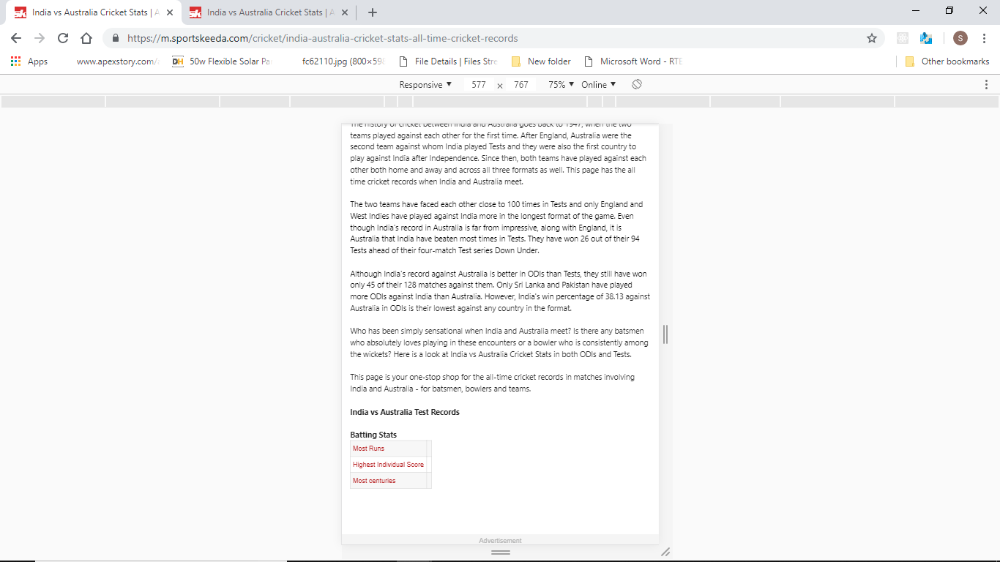 India vs Australia Cricket Stats | A
India vs Australia Cricket Stats | A
https://m.sportskeeda.com/cricket/india-australia-cricket-stats-all-time-cricket-records
S
Apps
www.apexstory.com/
50w Flexible Solar Pa
fc62110.jpg (800×598
File Details | Files Stre
New folder
Microsoft Word - RTE
Other bookmarks
Responsive ▼ 577 × 767 75% ▼ Online ▼
The history of cricket between India and Australia goes back to 1947, when the two
teams played against each other for the first time. After England, Australia were the
second team against whom India played Tests and they were also the first country to
play against India after Independence. Since then, both teams have played against each
other both home and away and across all three formats as well. This page has the all
time cricket records when India and Australia meet.
The two teams have faced each other close to 100 times in Tests and only England and
West Indies have played against India more in the longest format of the game. Even
though India's record in Australia is far from impressive, along with England, it is
Australia that India have beaten most times in Tests. They have won 26 out of their 94
Tests ahead of their four-match Test series Down Under.
Although India's record against Australia is better in ODIs than Tests, they still have won
only 45 of their 128 matches against them. Only Sri Lanka and Pakistan have played
more ODIs against India than Australia. However, India's win percentage of 38.13 against
Australia in ODIs is their lowest against any country in the format.
Who has been simply sensational when India and Australia meet? Is there any batsmen
who absolutely loves playing in these encounters or a bowler who is consistently among
the wickets? Here is a look at India vs Australia Cricket Stats in both ODIs and Tests.
This page is your one-stop shop for the all-time cricket records in matches involving
India and Australia - for batsmen, bowlers and teams.
India vs Australia Test Records
Batting Stats
Most Runs
Highest Individual Score
Most centuries
Advertisement